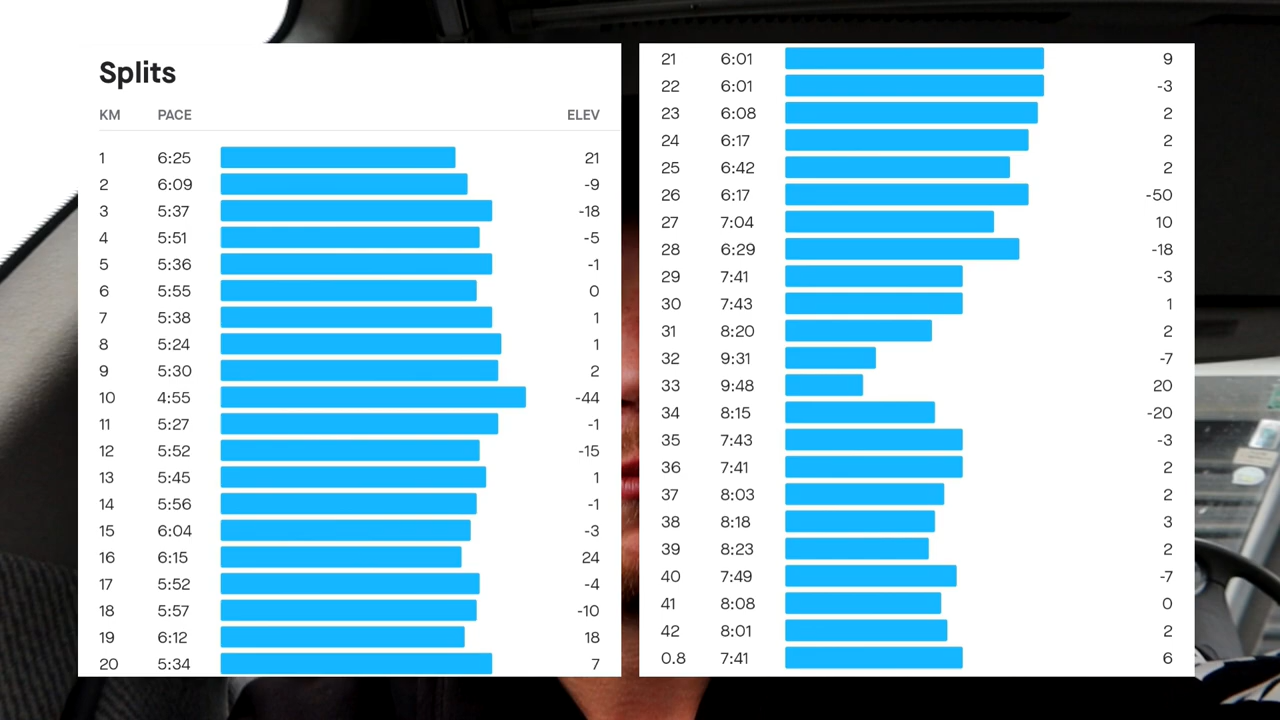 Splits
KM PACE ELEV
1 6:25 21
2 6:09 -9
3 5:37 -18
4 5:51 -5
5 5:36 -1
6 5:55 0
7 5:38 1
8 5:24 1
9 5:30 2
10 4:55 -44
11 5:27 -1
12 5:52 -15
13 5:45 1
14 5:56 -1
15 6:04 -3
16 6:15 24
17 5:52 -4
18 5:57 -10
19 6:12 18
20 5:34 7
21 6:01 9
22 6:01 -3
23 6:08 2
24 6:17 2
25 6:42 2
26 6:17 -50
27 7:04 10
28 6:29 -18
29 7:41 -3
30 7:43 1
31 8:20 2
32 9:31 -7
33 9:48 20
34 8:15 -20
35 7:43 -3
36 7:41 2
37 8:03 2
38 8:18 3
39 8:23 2
40 7:49 -7
41 8:08 0
42 8:01 2
0.8 7:41 6